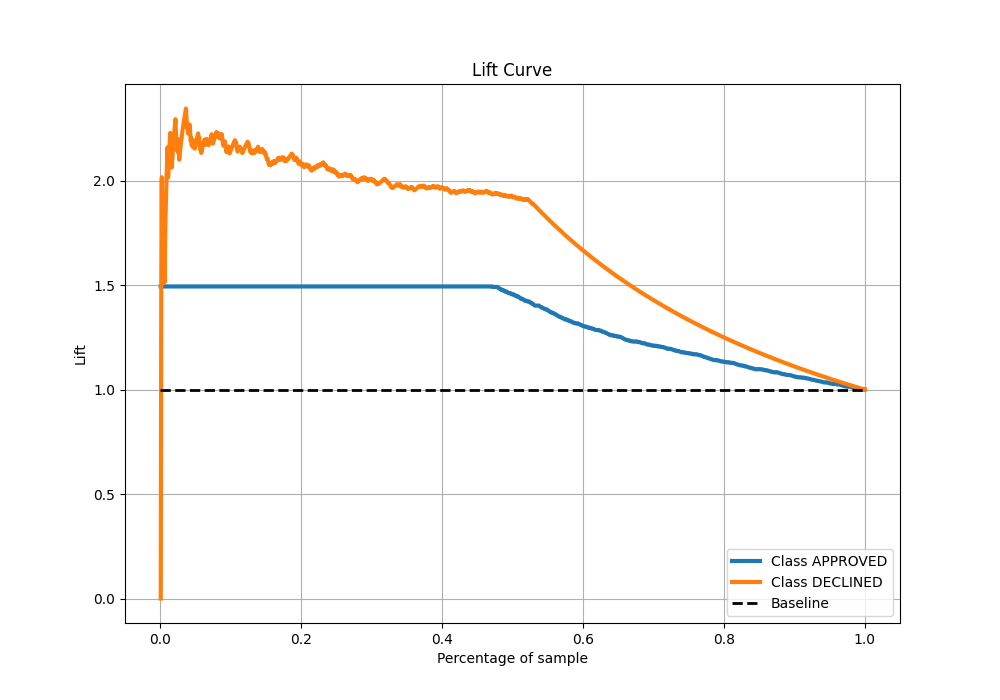 Lift Curve
Lift
2.0
1.5
1.0
0.5
0.0
0.0 0.2 0.4 0.6 0.8 1.0
Percentage of sample
Class APPROVED
Class DECLINED
Baseline